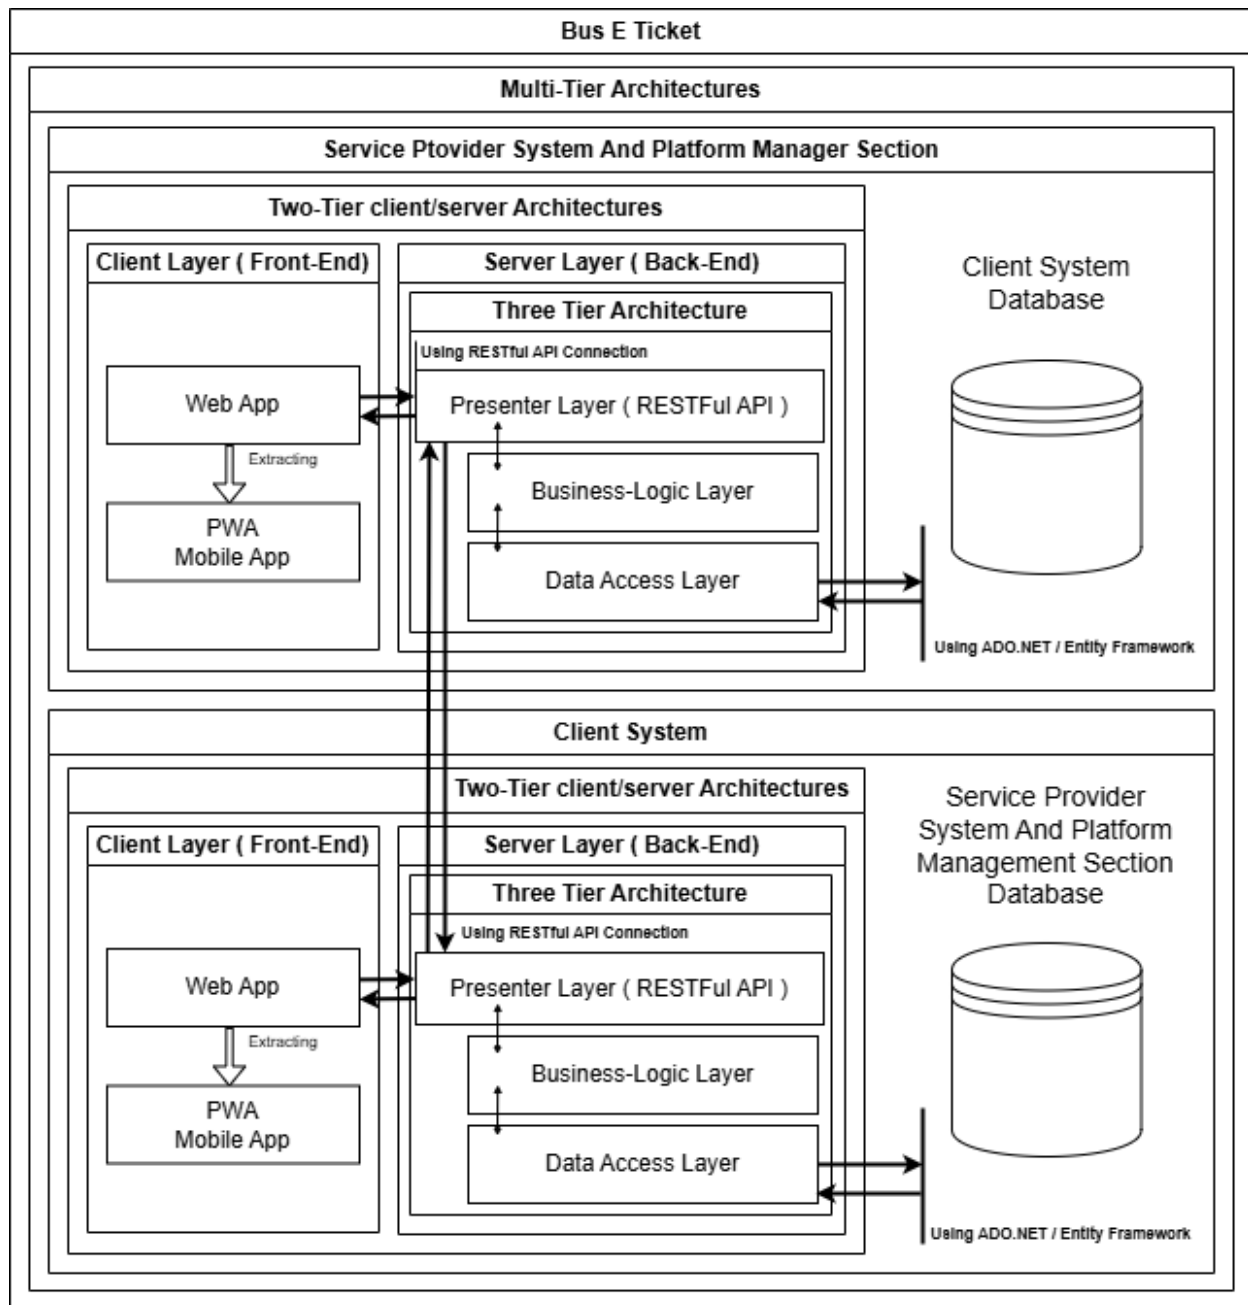 Bus E Ticket
Multi-Tier Architectures
Service Ptovider System And Platform Manager Section
Two-Tier client/server Architectures
Client Layer ( Front-End)
Server Layer ( Back-End)
Three Tier Architecture
Using RESTful API Connection
Web App
Presenter Layer ( RESTFul API )
Extracting
Business-Logic Layer
PWA
Mobile App
Data Access Layer
Client System
Database
Using ADO.NET / Entity Framework
Client System
Two-Tier client/server Architectures
Client Layer ( Front-End)
Server Layer ( Back-End)
Three Tier Architecture
Using RESTful API Connection
Web App
Presenter Layer ( RESTFul API )
Extracting
Business-Logic Layer
PWA
Mobile App
Data Access Layer
Service Provider
System And Platform
Management Section
Database
Using ADO.NET / Entity Framework